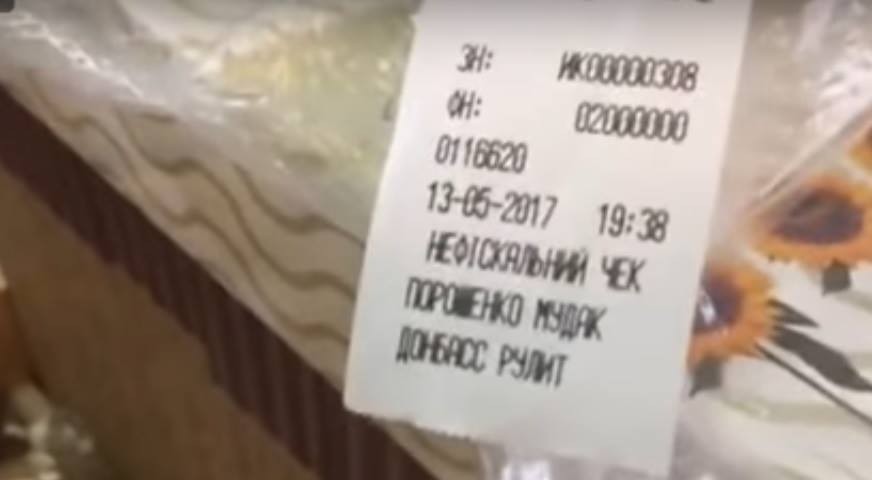 ЗН: ИК00000308
ФН: 02000000
0116620
13-05-2017 19:38
НЕФІСКАЛЬНИЙ ЧЕК
ПОРОШЕНКО МУДАК
ДОНБАСС РУЛИТ